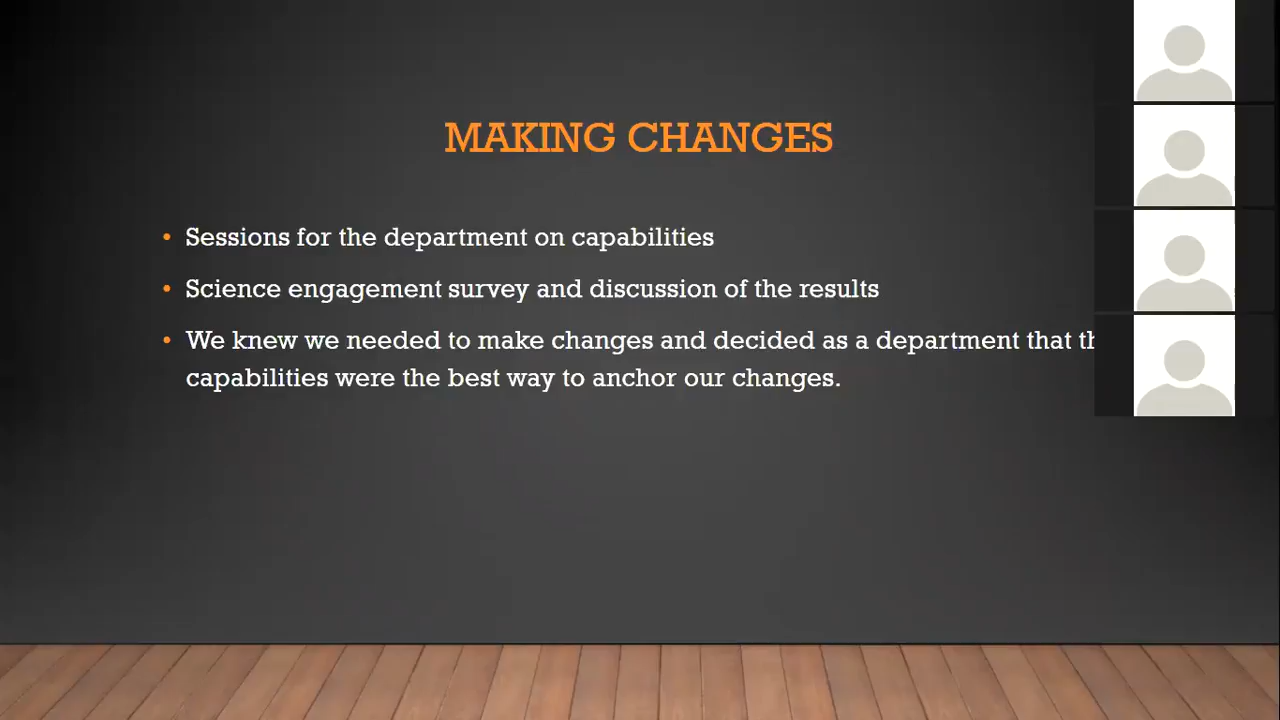 MAKING CHANGES
• Sessions for the department on capabilities
• Science engagement survey and discussion of the results
• We knew we needed to make changes and decided as a department that
capabilities were the best way to anchor our changes.